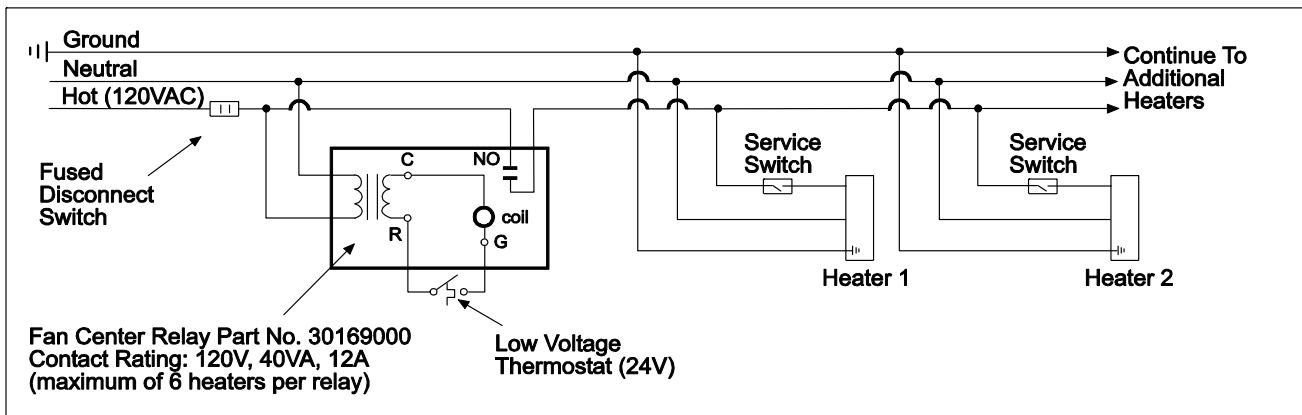 Ground
Neutral
Hot (120VAC)
Continue To
Additional
Heaters
Fused
Disconnect
Switch
C
NO
R
coil
G
Service
Switch
Service
Switch
Heater 1
Heater 2
Fan Center Relay Part No. 30169000
Contact Rating: 120V, 40VA, 12A
(maximum of 6 heaters per relay)
Low Voltage
Thermostat (24V)